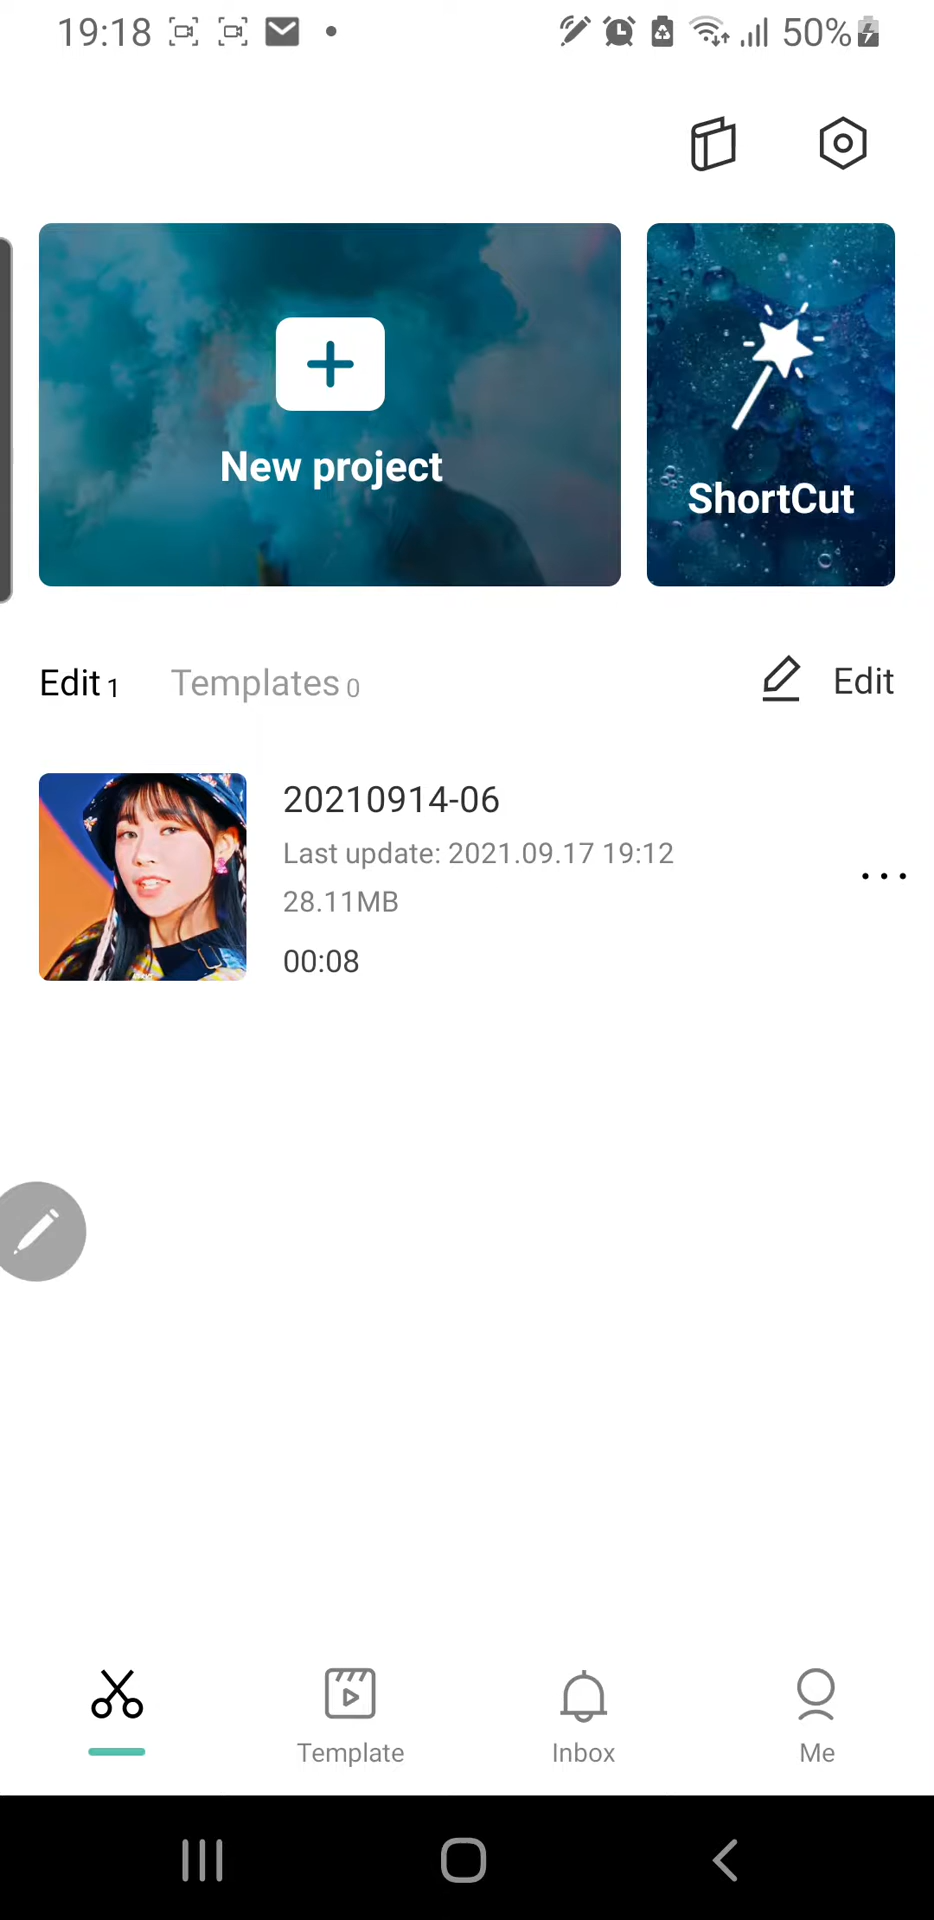 19:18 50%
New project
ShortCut
Edit 1 Templates 0 Edit
20210914-06
Last update: 2021.09.17 19:12
28.11MB
00:08
Template Inbox Me